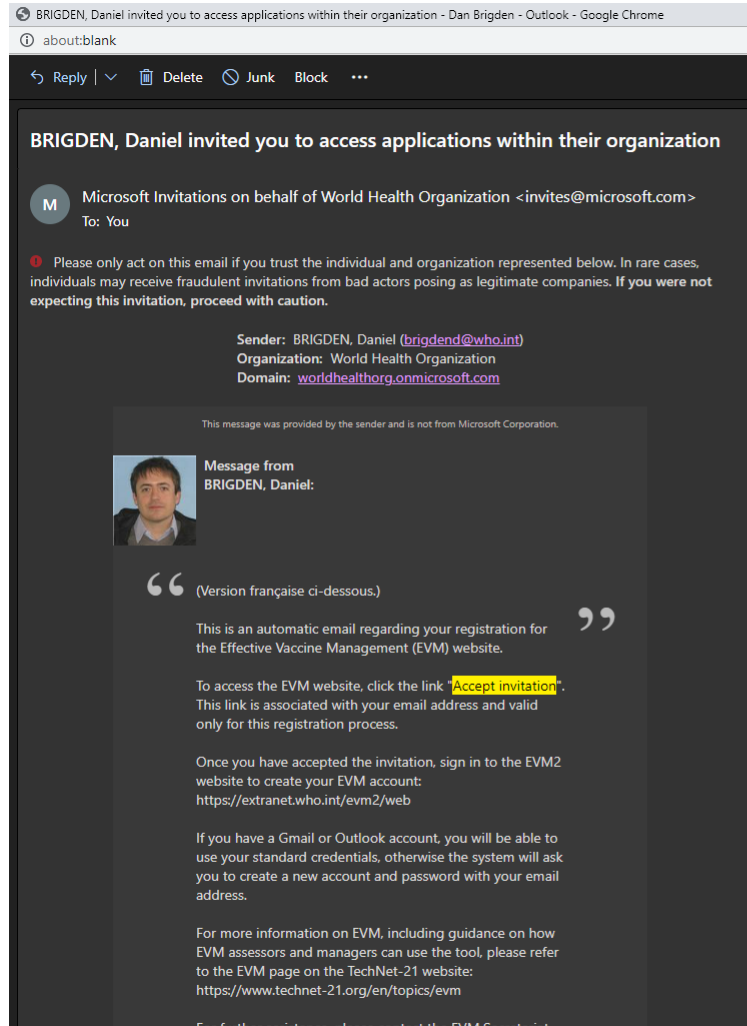 BRIGDEN, Daniel invited you to access applications within their organization - Dan Brigden - Outlook - Google Chrome
about:blank
Reply Delete Junk Block ...
BRIGDEN, Daniel invited you to access applications within their organization
M
Microsoft Invitations on behalf of World Health Organization <invites@microsoft.com>
To: You
Please only act on this email if you trust the individual and organization represented below. In rare cases,
individuals may receive fraudulent invitations from bad actors posing as legitimate companies. If you were not
expecting this invitation, proceed with caution.
Sender: BRIGDEN, Daniel (brigdend@who.int)
Organization: World Health Organization
Domain: worldhealthorg.onmicrosoft.com
This message was provided by the sender and is not from Microsoft Corporation.
Message from
BRIGDEN, Daniel:
“
(Version française ci-dessous.)
”
This is an automatic email regarding your registration for
the Effective Vaccine Management (EVM) website.
To access the EVM website, click the link "Accept invitation".
This link is associated with your email address and valid
only for this registration process.
Once you have accepted the invitation, sign in to the EVM2
website to create your EVM account:
https://extranet.who.int/evm2/web
If you have a Gmail or Outlook account, you will be able to
use your standard credentials, otherwise the system will ask
you to create a new account and password with your email
address.
For more information on EVM, including guidance on how
EVM assessors and managers can use the tool, please refer
to the EVM page on the TechNet-21 website:
https://www.technet-21.org/en/topics/evm